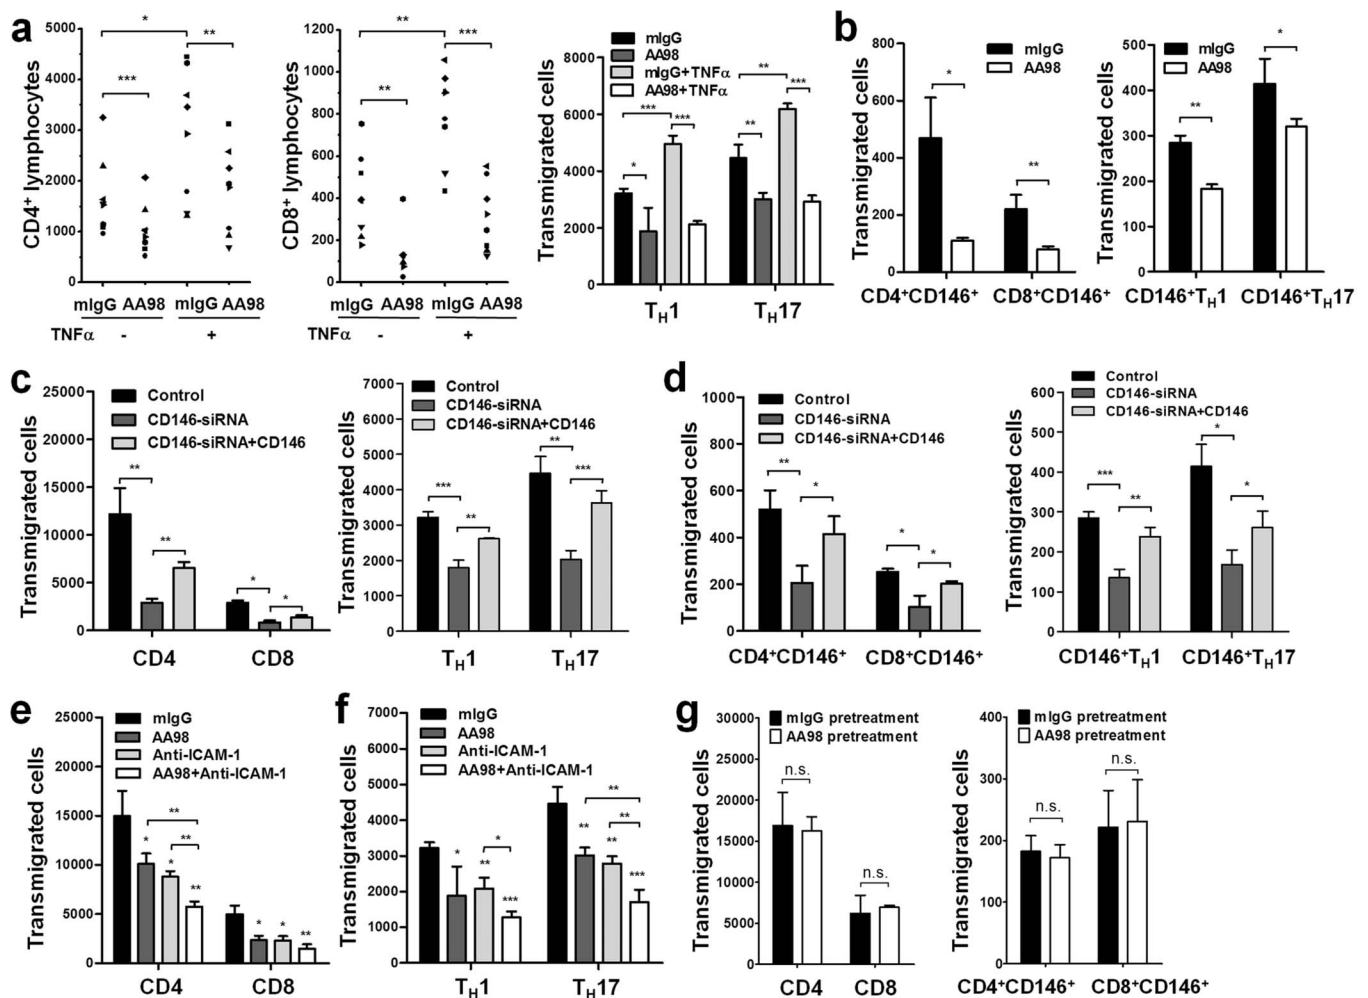 a
CD4+ lymphocytes
5000
4000
3000
2000
1000
0
*
**
***
mIgG AA98 mIgG AA98
TNFα - +
CD8+ lymphocytes
1200
1000
800
600
400
200
0
**
***
**
mIgG AA98 mIgG AA98
TNFα - +
Transmigrated cells
8000
6000
4000
2000
0
mIgG
AA98
mIgG+TNFα
AA98+TNFα
***
***
*
**
***
**
TH1 TH17
b
Transmigrated cells
800
600
400
200
0
mIgG
AA98
*
**
CD4+CD146+ CD8+CD146+
Transmigrated cells
500
400
300
200
100
0
mIgG
AA98
*
**
CD146+TH1 CD146+TH17
c
Transmigrated cells
25000
20000
15000
10000
5000
0
Control
CD146-siRNA
CD146-siRNA+CD146
**
**
*
*
CD4 CD8
Transmigrated cells
7000
6000
5000
4000
3000
2000
1000
0
Control
CD146-siRNA
CD146-siRNA+CD146
***
**
**
***
TH1 TH17
d
Transmigrated cells
1000
800
600
400
200
0
Control
CD146-siRNA
CD146-siRNA+CD146
**
*
*
*
CD4+CD146+ CD8+CD146+
Transmigrated cells
600
500
400
300
200
100
0
Control
CD146-siRNA
CD146-siRNA+CD146
***
**
*
*
CD146+TH1 CD146+TH17
e
Transmigrated cells
25000
20000
15000
10000
5000
0
mIgG
AA98
Anti-ICAM-1
AA98+Anti-ICAM-1
**
**
*
*
**
*
*
**
CD4 CD8
f
Transmigrated cells
7000
6000
5000
4000
3000
2000
1000
0
mIgG
AA98
Anti-ICAM-1
AA98+Anti-ICAM-1
*
*
**
***
**
**
**
**
***
TH1 TH17
g
Transmigrated cells
30000
25000
20000
15000
10000
5000
0
mIgG pretreatment
AA98 pretreatment
n.s.
n.s.
CD4 CD8
Transmigrated cells
400
300
200
100
0
mIgG pretreatment
AA98 pretreatment
n.s.
n.s.
CD4+CD146+ CD8+CD146+